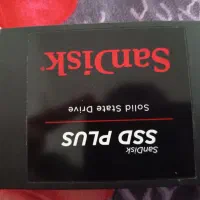 SanDisk
SSD PLUS
Solid State Drive
SanDisk